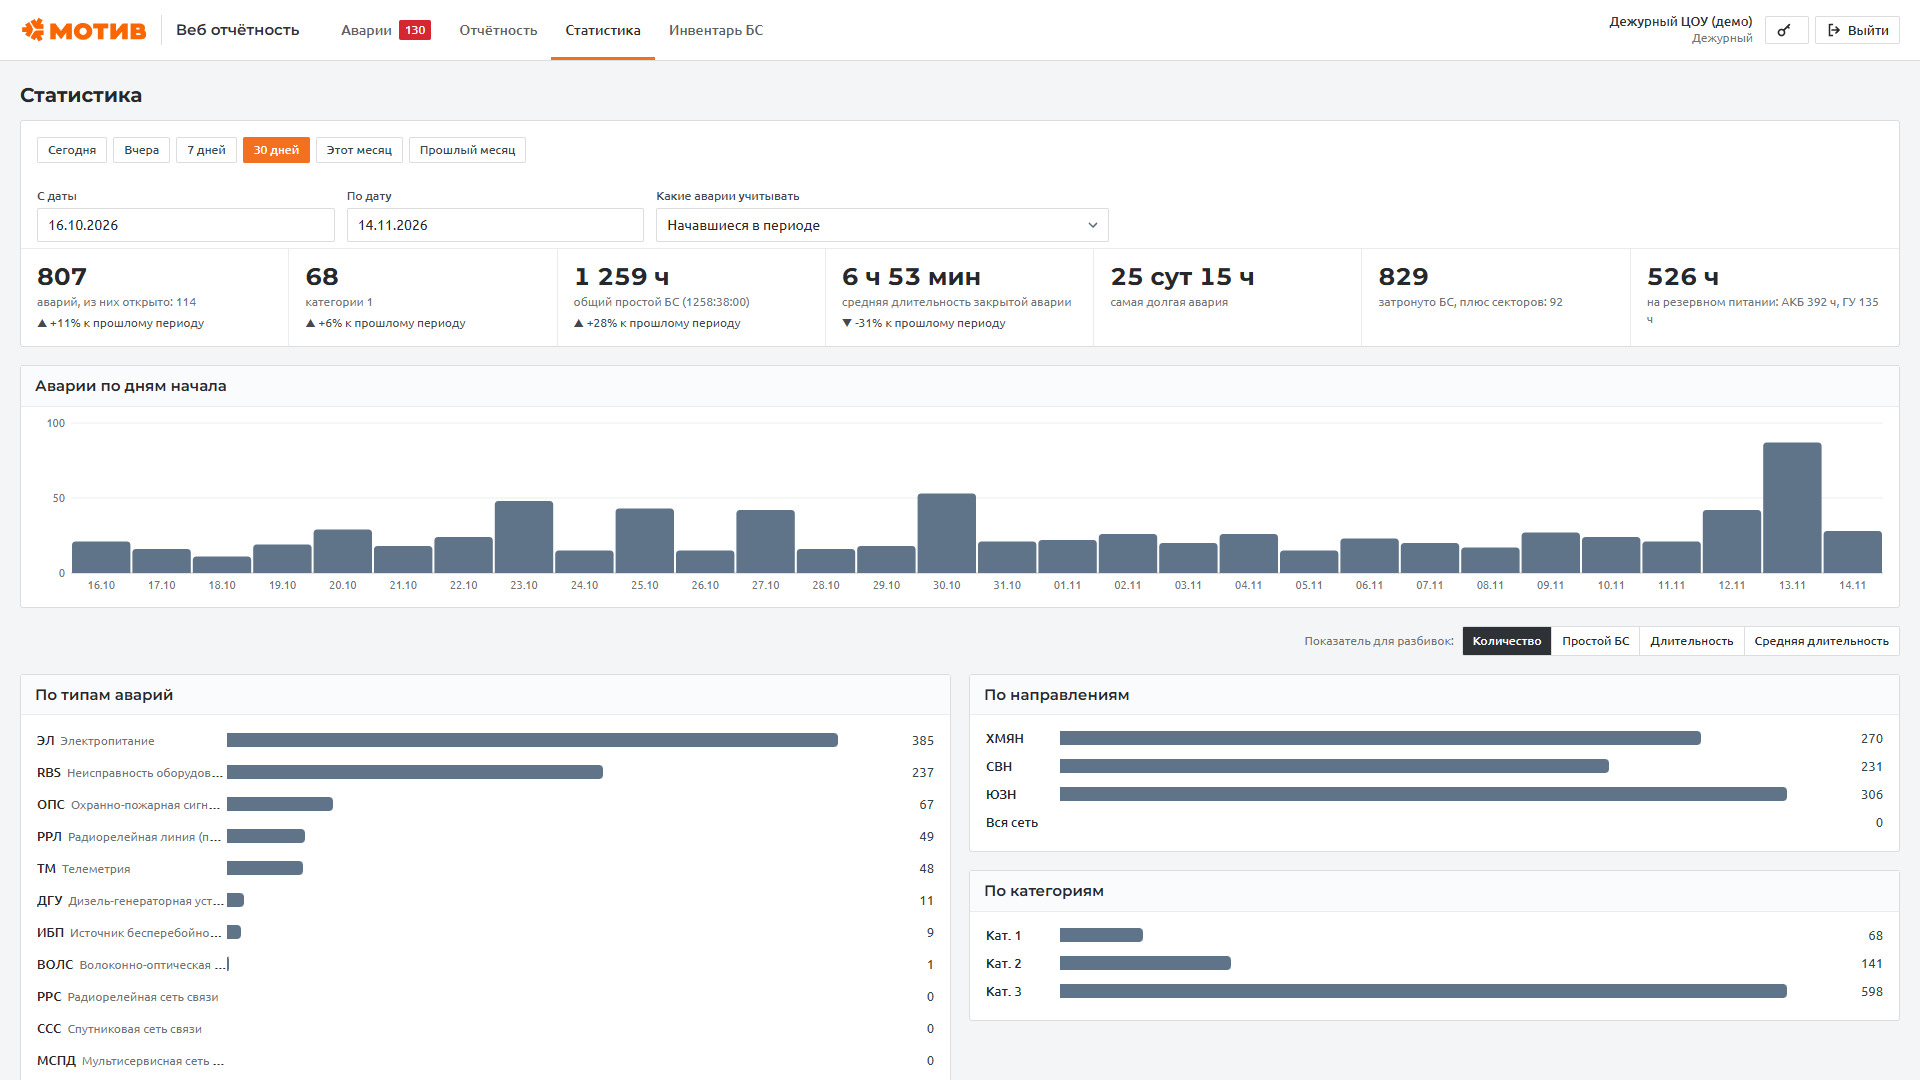 МОТИВ
Веб отчётность
Аварии 130
Отчётность
Статистика
Инвентарь БС
Дежурный ЦОУ (демо)
Дежурный
Выйти
Статистика
Сегодня
Вчера
7 дней
30 дней
Этот месяц
Прошлый месяц
С даты
По дату
Какие аварии учитывать
16.10.2026
14.11.2026
Начавшиеся в периоде
807
аварий, из них открыто: 114
▲ +11% к прошлому периоду
68
категории 1
▲ +6% к прошлому периоду
1 259 ч
общий простой БС (1258:38:00)
▲ +28% к прошлому периоду
6 ч 53 мин
средняя длительность закрытой аварии
▼ -31% к прошлому периоду
25 сут 15 ч
самая долгая авария
829
затронуто БС, плюс секторов: 92
526 ч
на резервном питании: АКБ 392 ч, ГУ 135
ч
Аварии по дням начала
100
50
0
16.10 17.10 18.10 19.10 20.10 21.10 22.10 23.10 24.10 25.10 26.10 27.10 28.10 29.10 30.10 31.10 01.11 02.11 03.11 04.11 05.11 06.11 07.11 08.11 09.11 10.11 11.11 12.11 13.11 14.11
Показатель для разбивок:
Количество
Простой БС
Длительность
Средняя длительность
По типам аварий
ЭЛ Электропитание 385
RBS Неисправность оборудов... 237
ОПС Охранно-пожарная сигн... 67
РРЛ Радиорелейная линия (п... 49
ТМ Телеметрия 48
ДГУ Дизель-генераторная уст... 11
ИБП Источник бесперебойно... 9
ВОЛС Волоконно-оптическая ... 1
РРС Радиорелейная сеть связи 0
ССС Спутниковая сеть связи 0
МСПД Мультисервисная сеть ... 0
По направлениям
ХМЯН 270
СВН 231
ЮЗН 306
Вся сеть 0
По категориям
Кат. 1 68
Кат. 2 141
Кат. 3 598